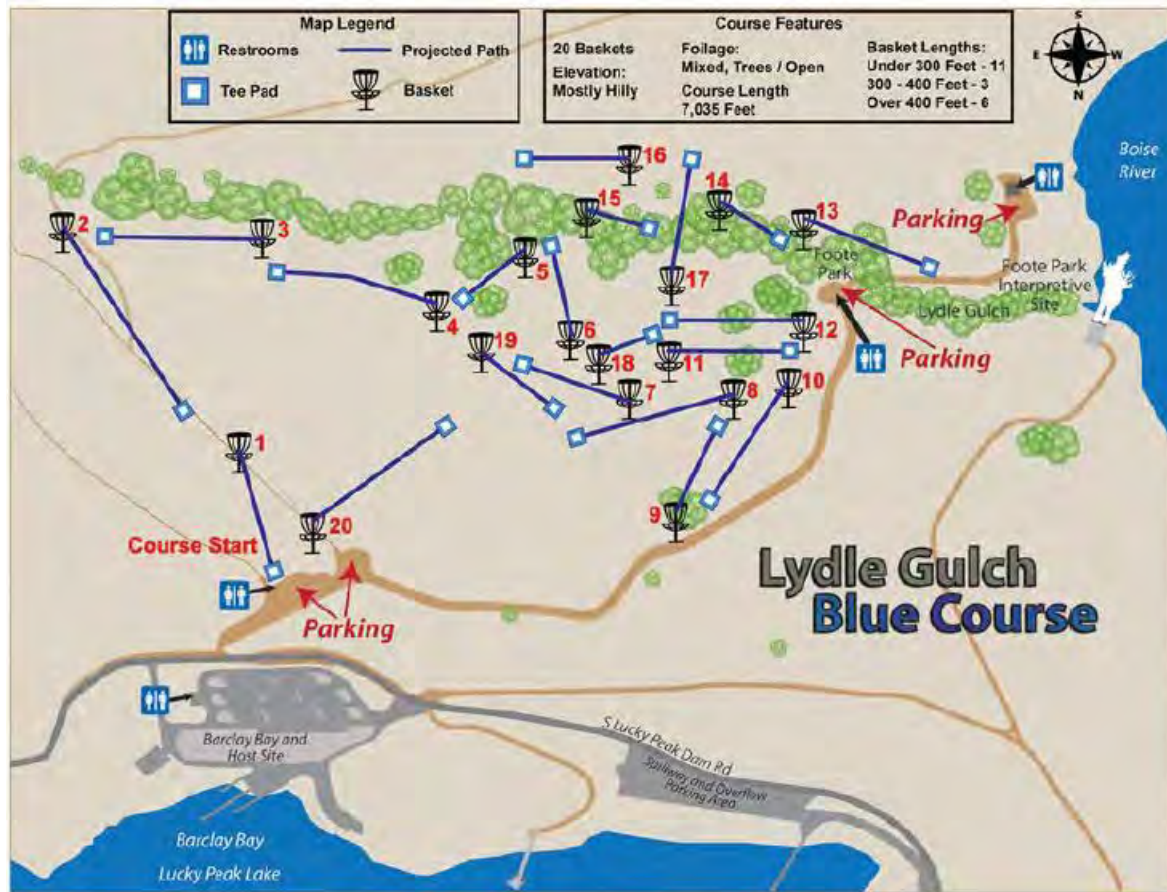 Map Legend
Restrooms
Projected Path
Tee Pad
Basket
Course Features
20 Baskets
Elevation:
Mostly Hilly
Foliage:
Mixed, Trees / Open
Course Length
7,035 Feet
Basket Lengths:
Under 300 Feet - 11
300 - 400 Feet - 3
Over 400 Feet - 6
S
E
W
N
Boise
River
16
15
14
13
2
3
5
17
4
19
6
18
11
12
7
8
10
1
9
20
Parking
Foote
Park
Foote Park
Interpretive
Site
Lydle Gulch
Parking
Course Start
Parking
Lydle Gulch
Blue Course
Barclay Bay and
Host Site
S Lucky Peak Dam Rd
Spillway and Overflow
Parking Area
Barclay Bay
Lucky Peak Lake